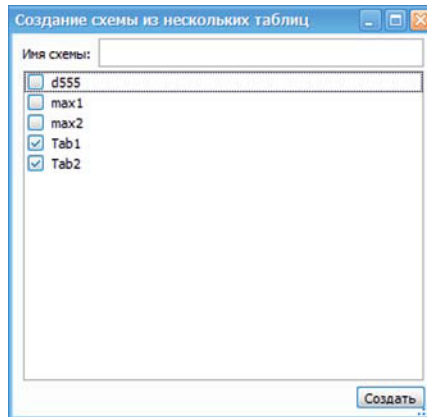 Создание схемы из нескольких таблиц
Имя схемы:
d555
max1
max2
Tab1
Tab2
Создать